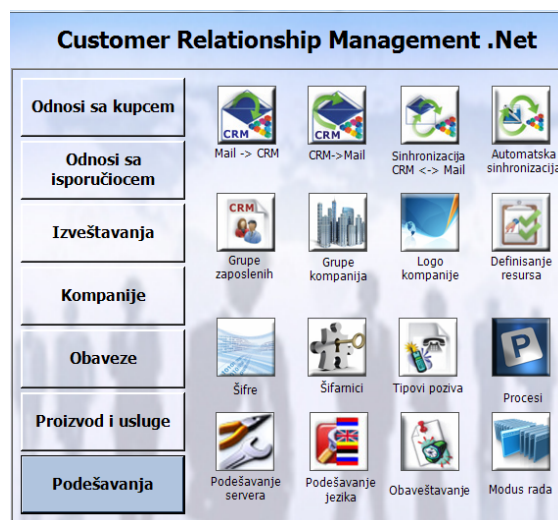 Customer Relationship Management .Net
Odnosi sa kupcem
Odnosi sa
isporučiocem
Izveštavanja
Kompanije
Obaveze
Proizvod i usluge
Podešavanja
CRM
Mail -> CRM
CRM
CRM->Mail
Sinhronizacija
CRM <-> Mail
Automatska
sinhronizacija
CRM
Grupe
zaposlenih
Grupe
kompanija
Logo
kompanije
Definisanje
resursa
Šifre
Šifarnici
Tipovi poziva
P
Procesi
Podešavanje
servera
Podešavanje
jezika
Obaveštavanje
Modus rada